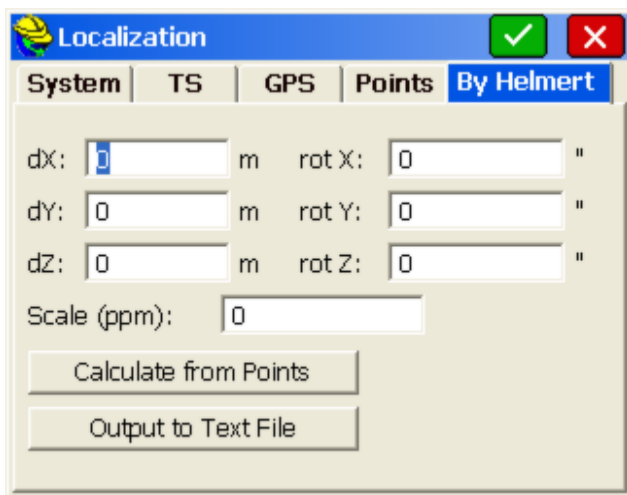 Localization
System TS GPS Points By Helmert
dX: 0 m rot X: 0 "
dY: 0 m rot Y: 0 "
dZ: 0 m rot Z: 0 "
Scale (ppm): 0
Calculate from Points
Output to Text File